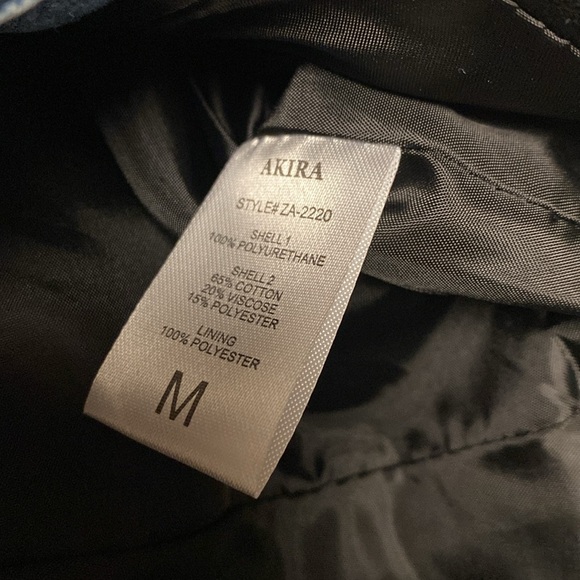 AKIRA
STYLE# ZA-2220
SHELL 1
100% POLYURETHANE
SHELL 2
65% COTTON
20% VISCOSE
15% POLYESTER
LINING
100% POLYESTER
M